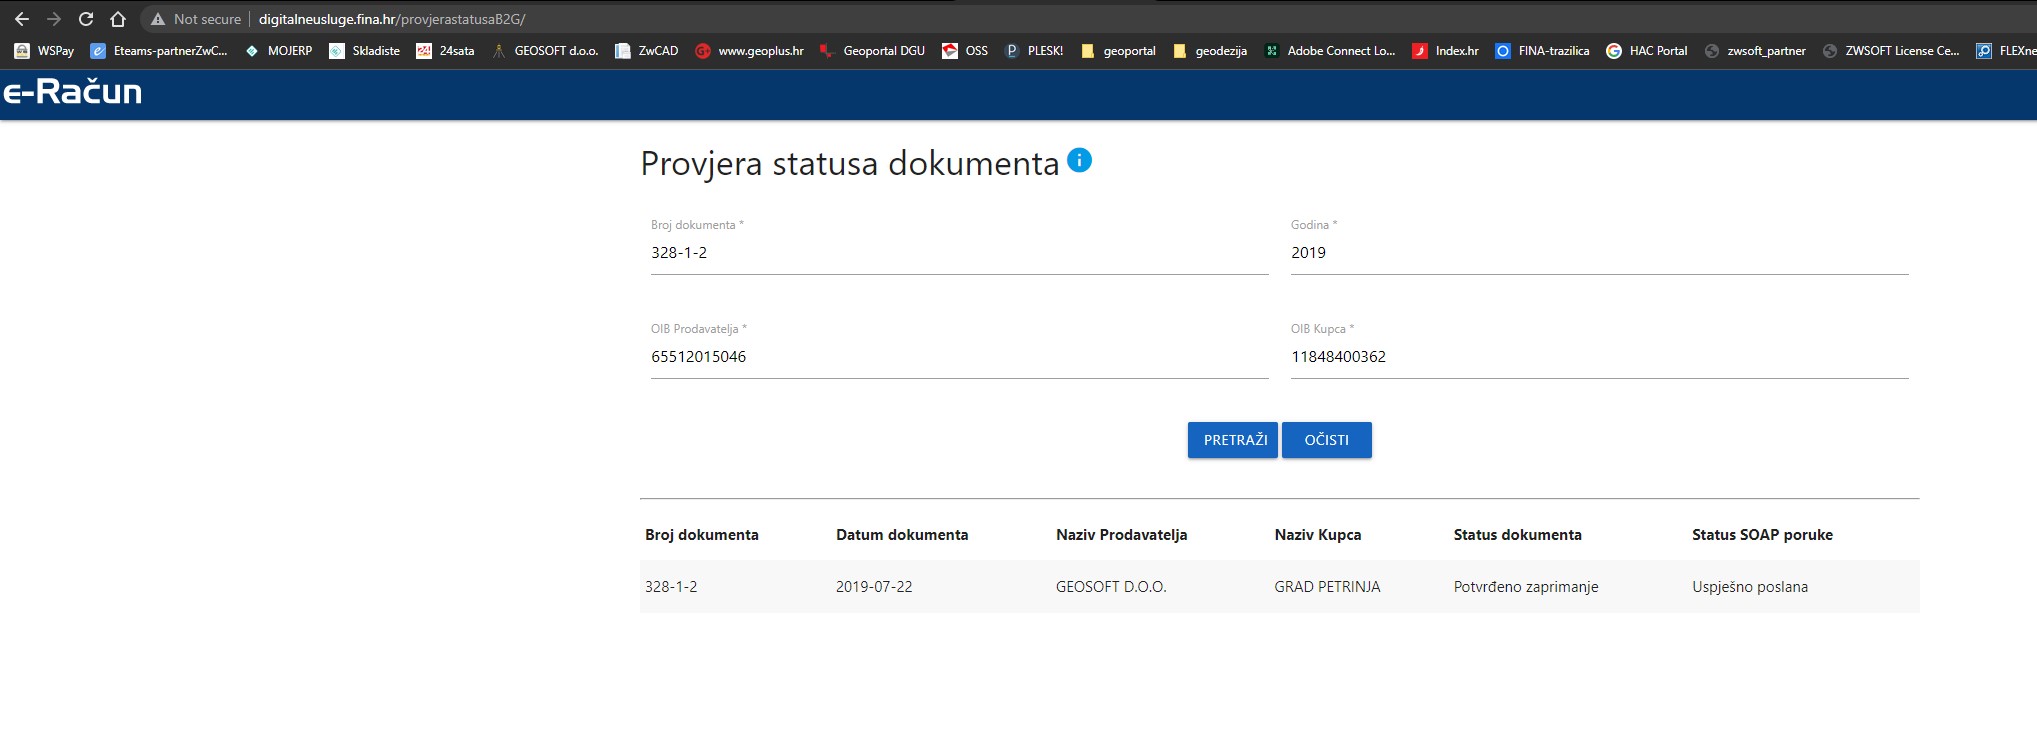 Not secure | digitalneusluge.fina.hr/provjerastatusaB2G/
WSPay Eteams-partnerZwC... MOJERP Skladiste 24sata GEOSOFT d.o.o. ZwCAD www.geoplus.hr Geoportal DGU OSS PLESK! geoportal geodezija Adobe Connect Lo... Index.hr FINA-trazilica HAC Portal zwsoft_partner ZWSOFT License Ce... FLEXne
e-Račun
Provjera statusa dokumenta
Broj dokumenta * Godina *
328-1-2 2019
OIB Prodavatelja * OIB Kupca *
65512015046 11848400362
PRETRAŽI OČISTI
Broj dokumenta Datum dokumenta Naziv Prodavatelja Naziv Kupca Status dokumenta Status SOAP poruke
328-1-2 2019-07-22 GEOSOFT D.O.O. GRAD PETRINJA Potvrđeno zaprimanje Uspješno poslana